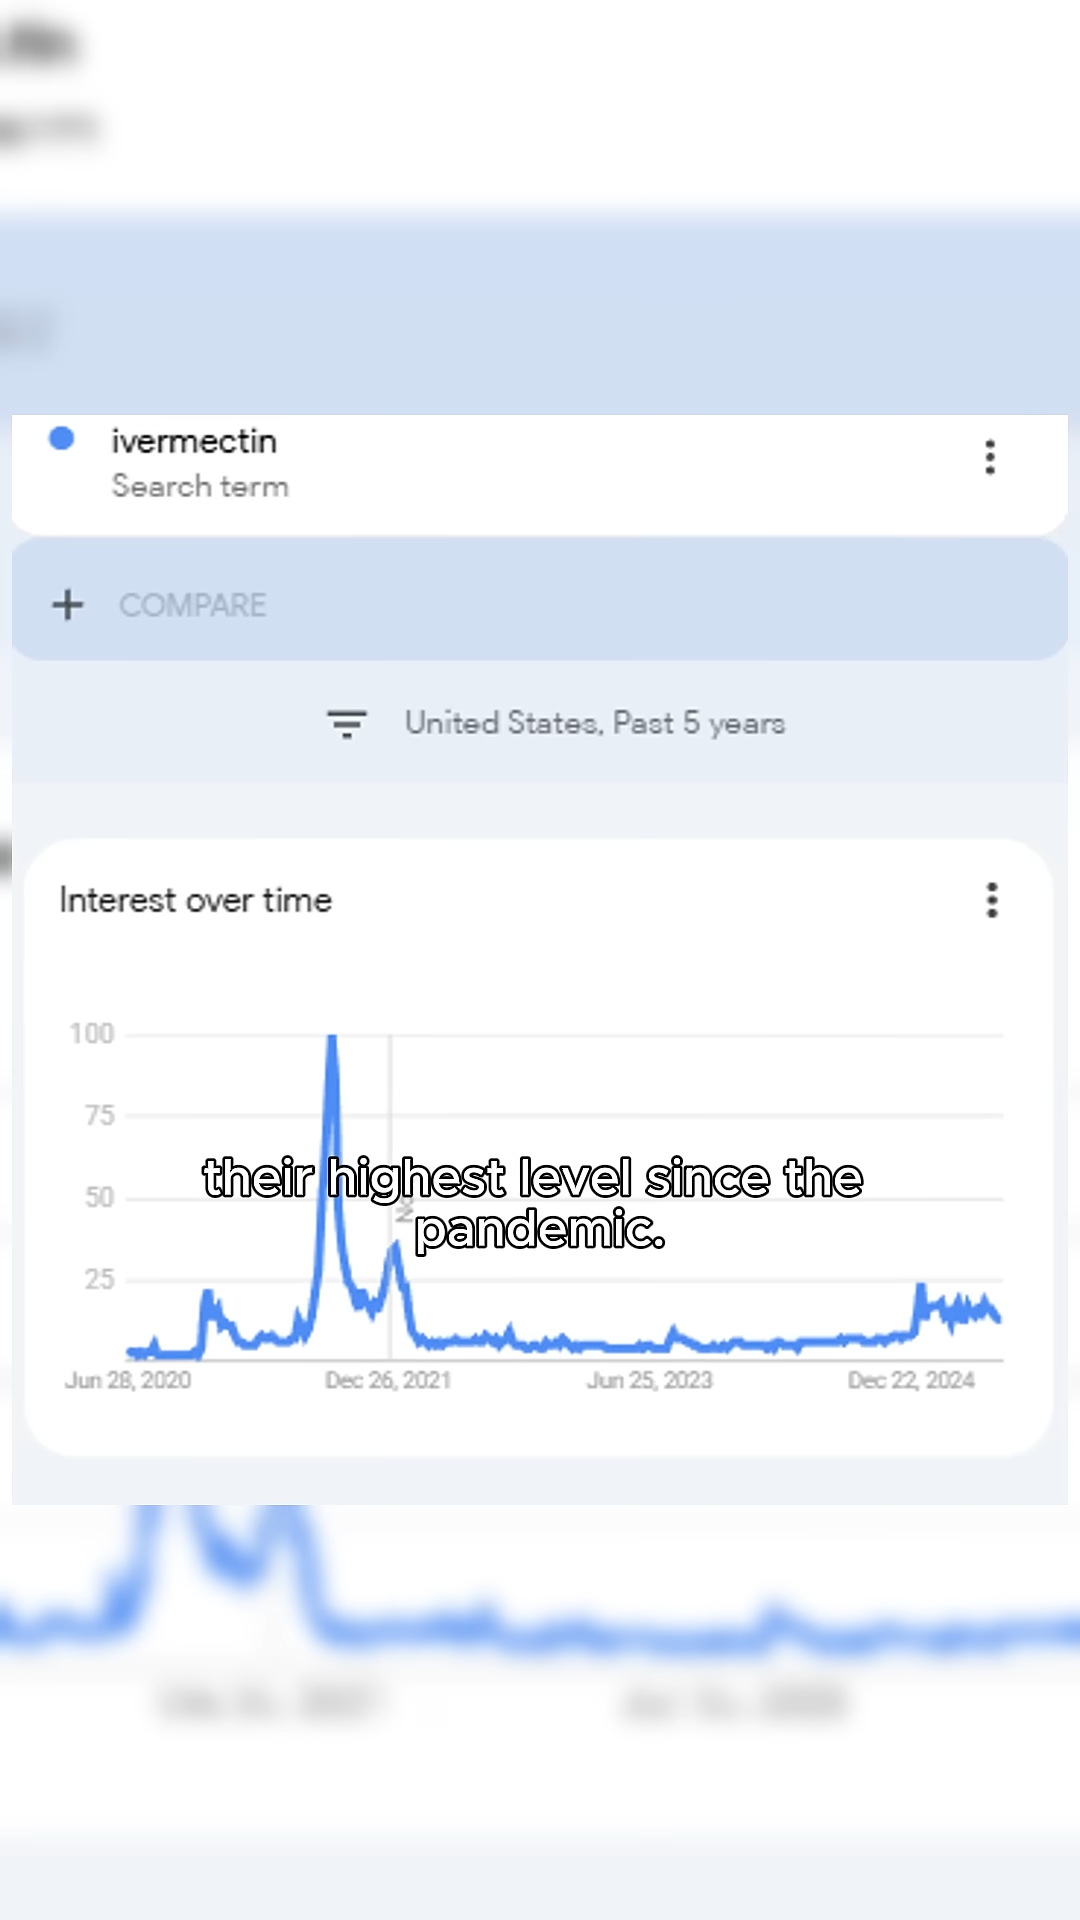 ivermectin
Search term
COMPARE
United States, Past 5 years
Interest over time
100
75
50
25
their highest level since the
pandemic.
Jun 28, 2020
Dec 26, 2021
Jun 25, 2023
Dec 22, 2024